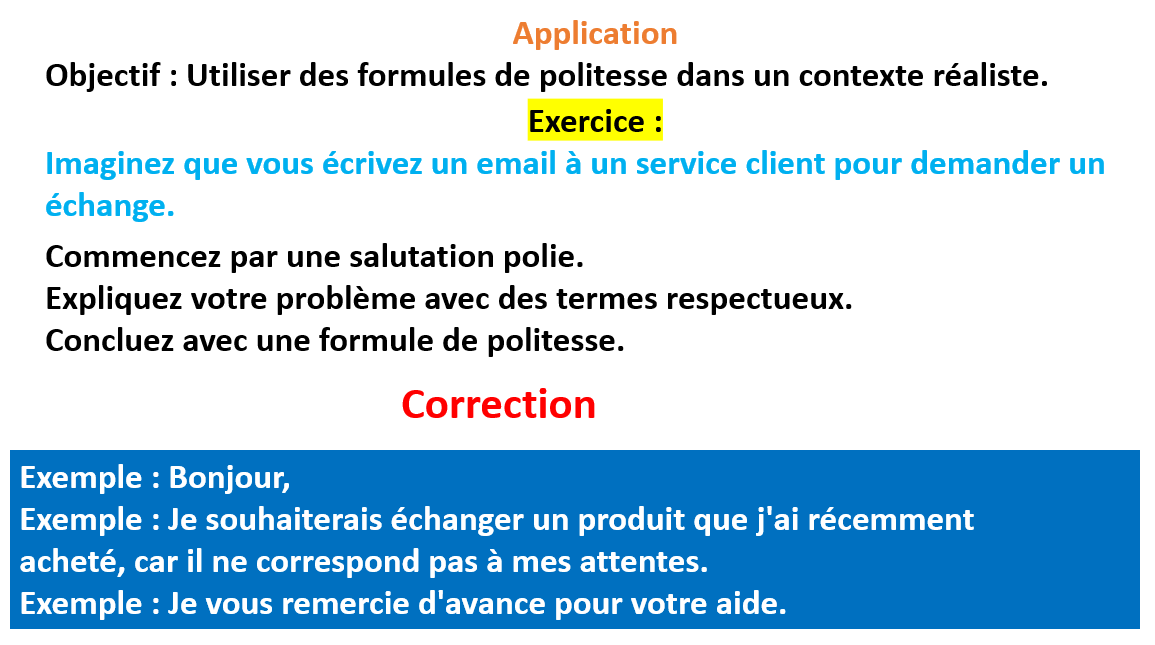 Application
Objectif : Utiliser des formules de politesse dans un contexte réaliste.
Exercice :
Imaginez que vous écrivez un email à un service client pour demander un
échange.
Commencez par une salutation polie.
Expliquez votre problème avec des termes respectueux.
Concluez avec une formule de politesse.
Correction
Exemple : Bonjour,
Exemple : Je souhaiterais échanger un produit que j'ai récemment
acheté, car il ne correspond pas à mes attentes.
Exemple : Je vous remercie d'avance pour votre aide.